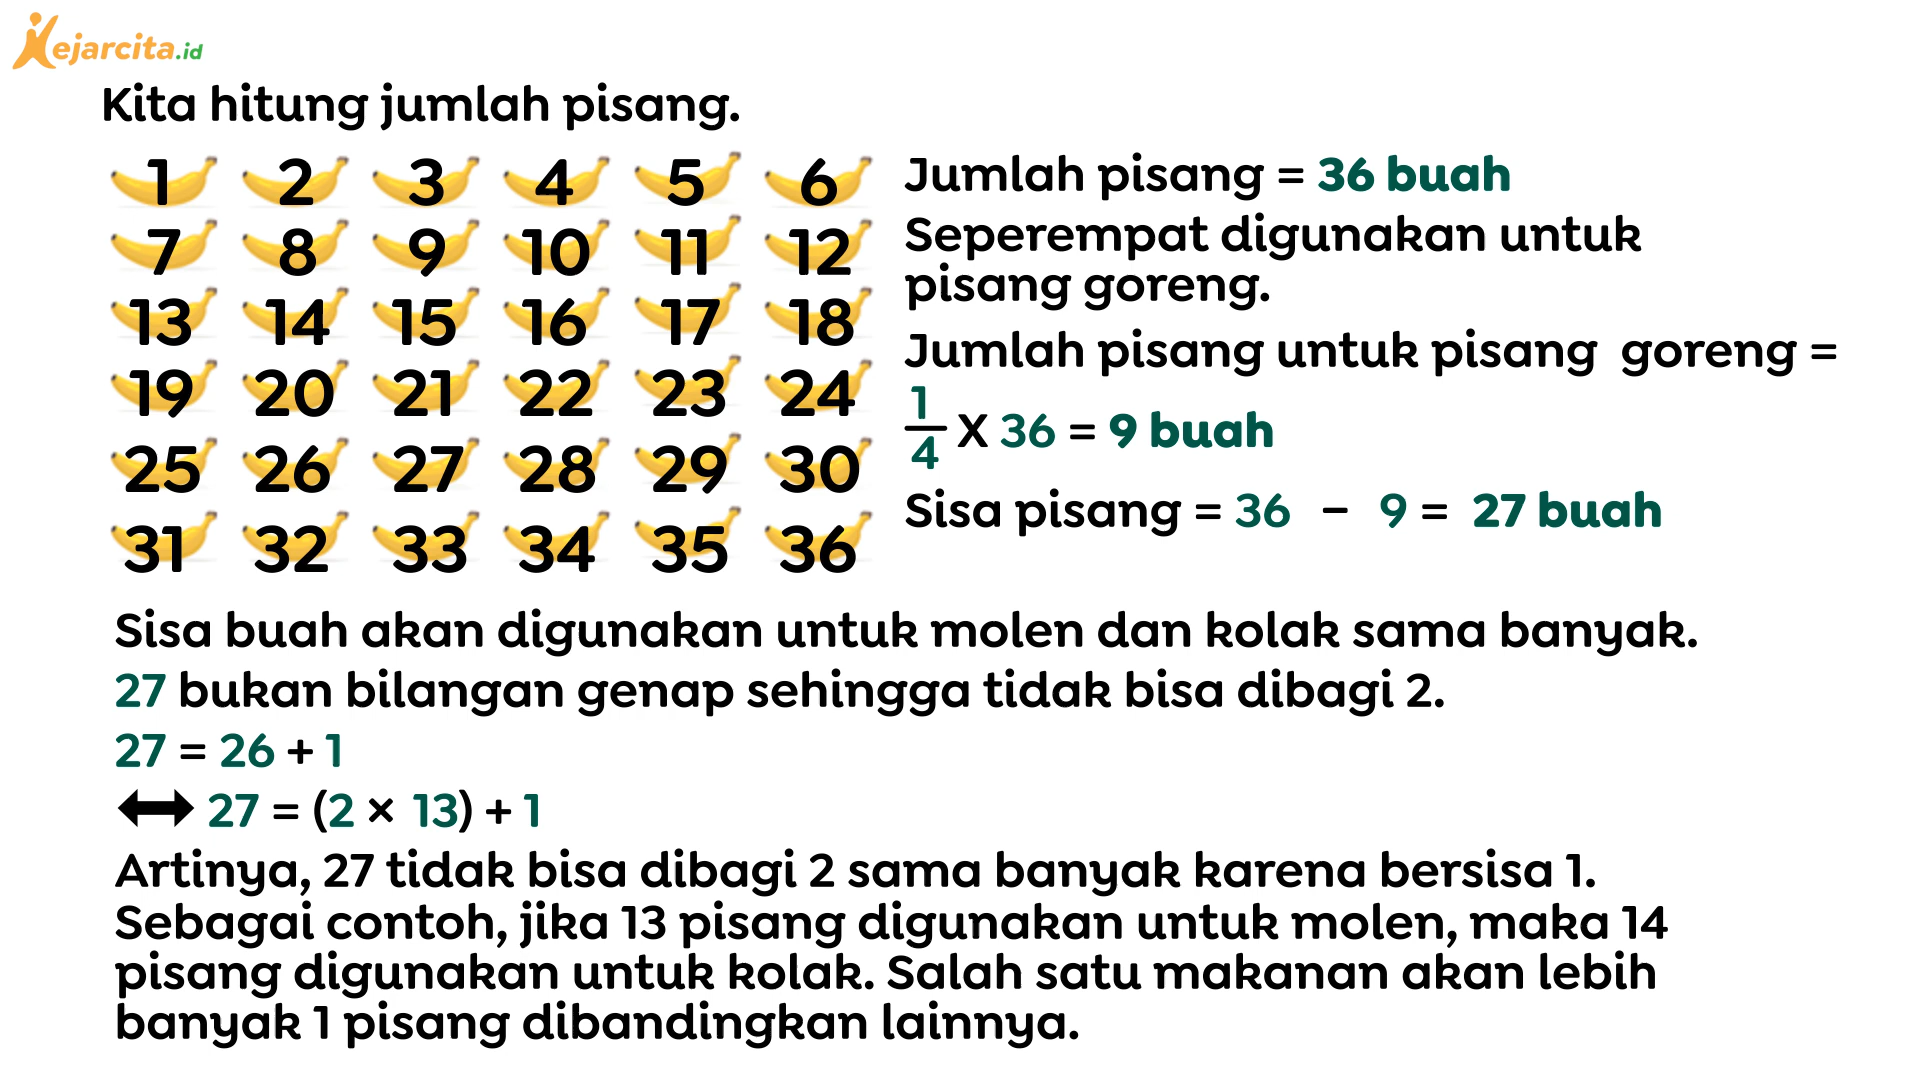 Kejarcita.id
Kita hitung jumlah pisang.
1 2 3 4 5 6
7 8 9 10 11 12
13 14 15 16 17 18
19 20 21 22 23 24
25 26 27 28 29 30
31 32 33 34 35 36
Jumlah pisang = 36 buah
Seperempat digunakan untuk
pisang goreng.
Jumlah pisang untuk pisang goreng =
1/4 X 36 = 9 buah
Sisa pisang = 36 - 9 = 27 buah
Sisa buah akan digunakan untuk molen dan kolak sama banyak.
27 bukan bilangan genap sehingga tidak bisa dibagi 2.
27 = 26 + 1
↔ 27 = (2 × 13) + 1
Artinya, 27 tidak bisa dibagi 2 sama banyak karena bersisa 1.
Sebagai contoh, jika 13 pisang digunakan untuk molen, maka 14
pisang digunakan untuk kolak. Salah satu makanan akan lebih
banyak 1 pisang dibandingkan lainnya.